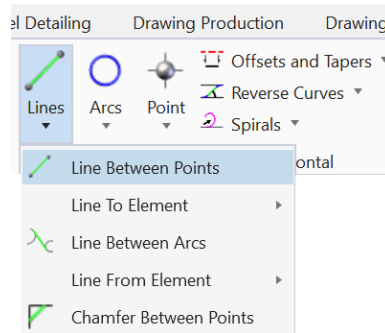 el Detailing Drawing Production Drawing
Lines Arcs Point
Offsets and Tapers
Reverse Curves
Spirals
ontal
Line Between Points
Line To Element
Line Between Arcs
Line From Element
Chamfer Between Points